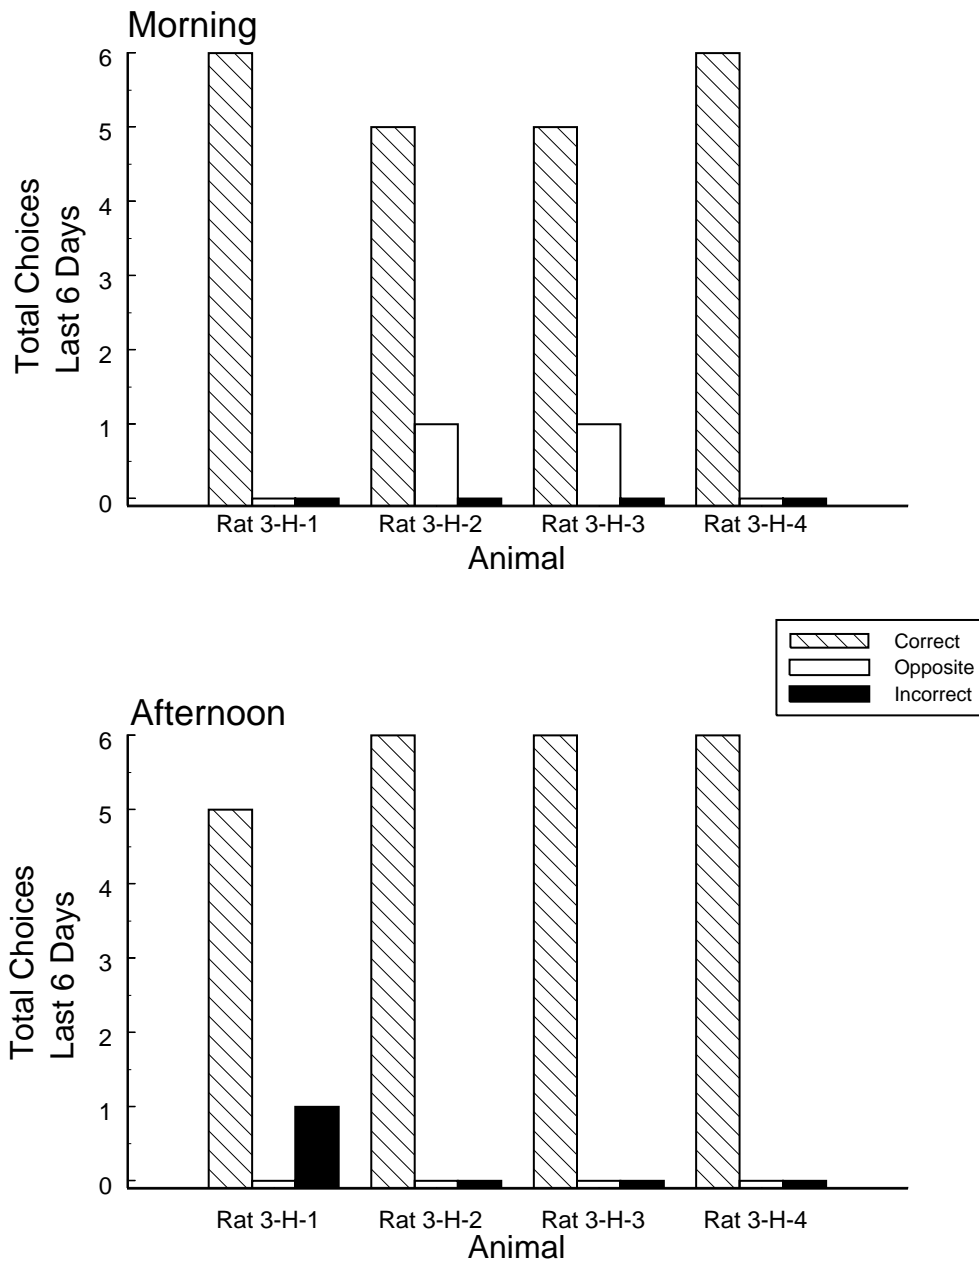 Morning
6
5
4
3
2
1
0
Total Choices
Last 6 Days
Rat 3-H-1 Rat 3-H-2 Rat 3-H-3 Rat 3-H-4
Animal
Correct
Opposite
Incorrect
Afternoon
6
5
4
3
2
1
0
Total Choices
Last 6 Days
Rat 3-H-1 Rat 3-H-2 Rat 3-H-3 Rat 3-H-4
Animal